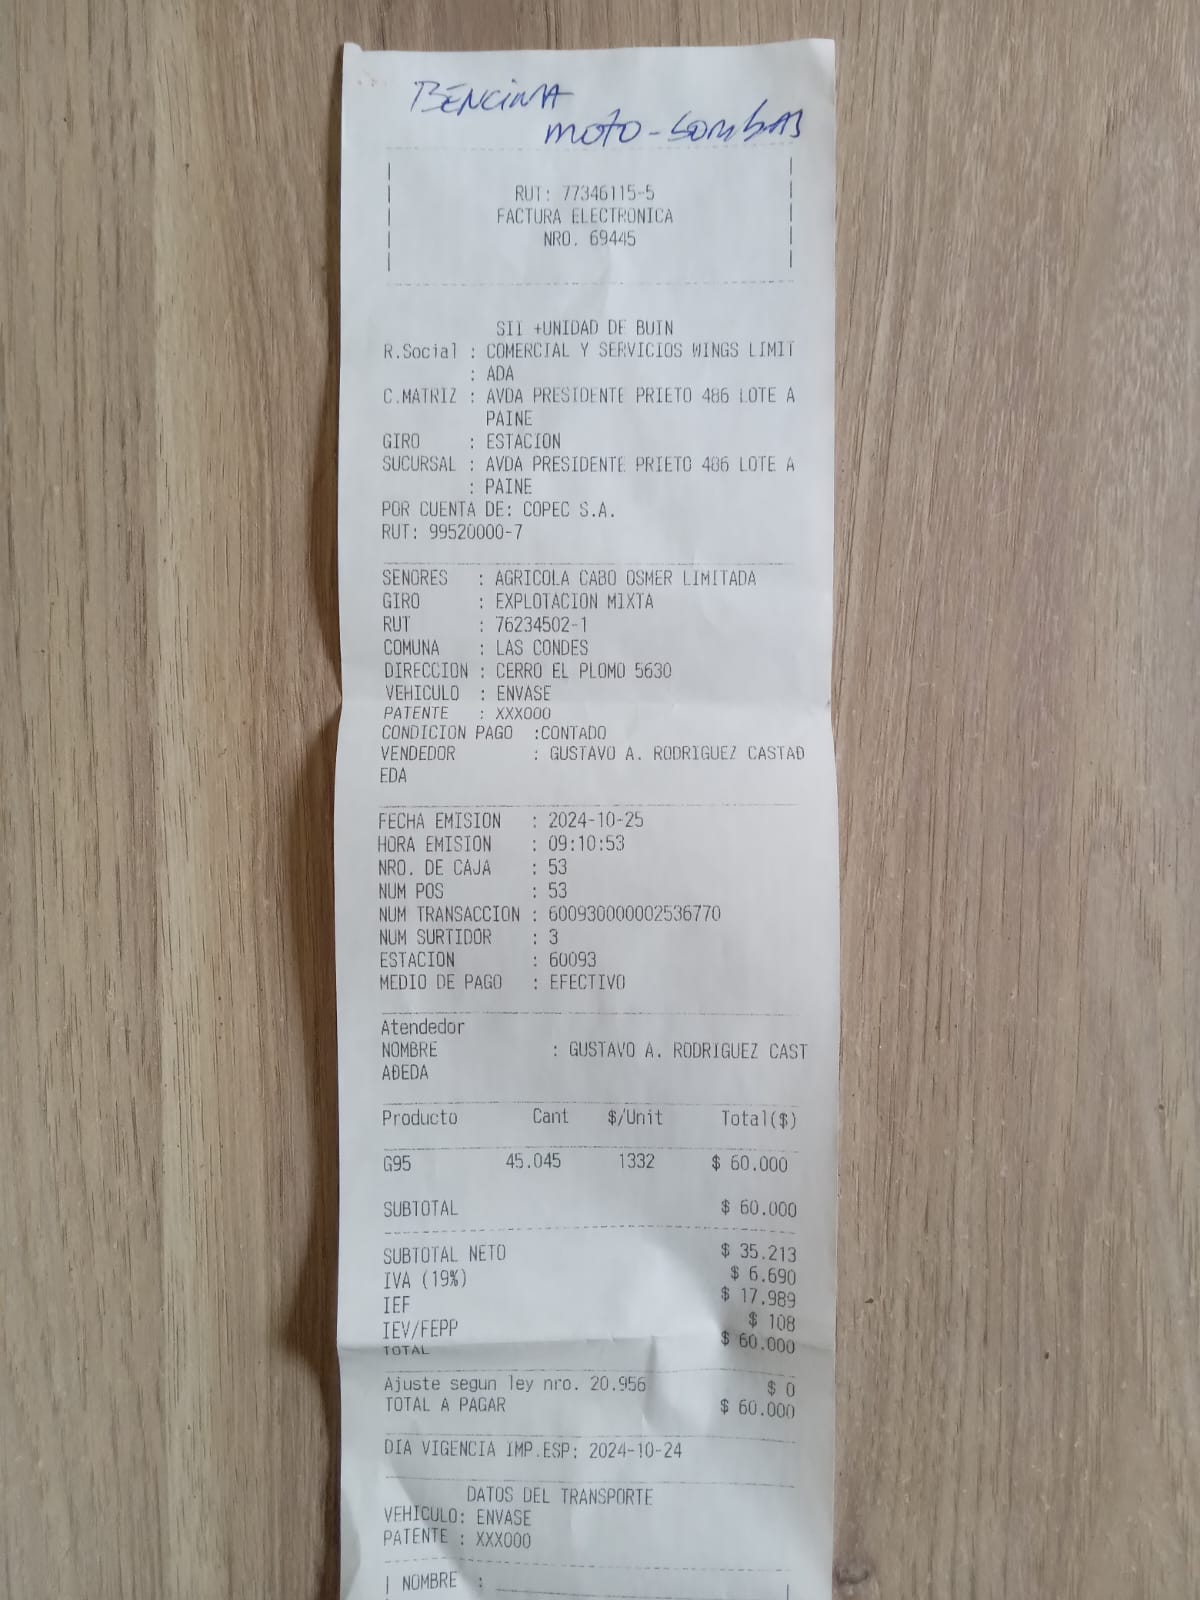 BENCINA
MOTO-BOMBAS
RUT: 77346115-5
FACTURA ELECTRONICA
NRO. 69445
SII +UNIDAD DE BUIN
R.Social : COMERCIAL Y SERVICIOS WINGS LIMIT
: ADA
C.MATRIZ : AVDA PRESIDENTE PRIETO 486 LOTE A
PAINE
GIRO : ESTACION
SUCURSAL : AVDA PRESIDENTE PRIETO 486 LOTE A
: PAINE
POR CUENTA DE: COPEC S.A.
RUT: 99520000-7
SENORES : AGRICOLA CABO OSMER LIMITADA
GIRO : EXPLOTACION MIXTA
RUT : 76234502-1
COMUNA : LAS CONDES
DIRECCION : CERRO EL PLOMO 5630
VEHICULO : ENVASE
PATENTE : XXX000
CONDICION PAGO :CONTADO
VENDEDOR : GUSTAVO A. RODRIGUEZ CASTAÐ
EDA
FECHA EMISION : 2024-10-25
HORA EMISION : 09:10:53
NRO. DE CAJA : 53
NUM POS : 53
NUM TRANSACCION : 600930000002536770
NUM SURTIDOR : 3
ESTACION : 60093
MEDIO DE PAGO : EFECTIVO
Atendedor
NOMBRE : GUSTAVO A. RODRIGUEZ CAST
AÐEDA
Producto Cant $/Unit Total($)
G95 45.045 1332 $ 60.000
SUBTOTAL $ 60.000
SUBTOTAL NETO $ 35.213
IVA (19%) $ 6.690
IEF $ 17.989
IEV/FEPP $ 108
TOTAL $ 60.000
Ajuste segun ley nro. 20.956 $ 0
TOTAL A PAGAR $ 60.000
DIA VIGENCIA IMP.ESP: 2024-10-24
DATOS DEL TRANSPORTE
VEHICULO: ENVASE
PATENTE : XXX000
NOMBRE :